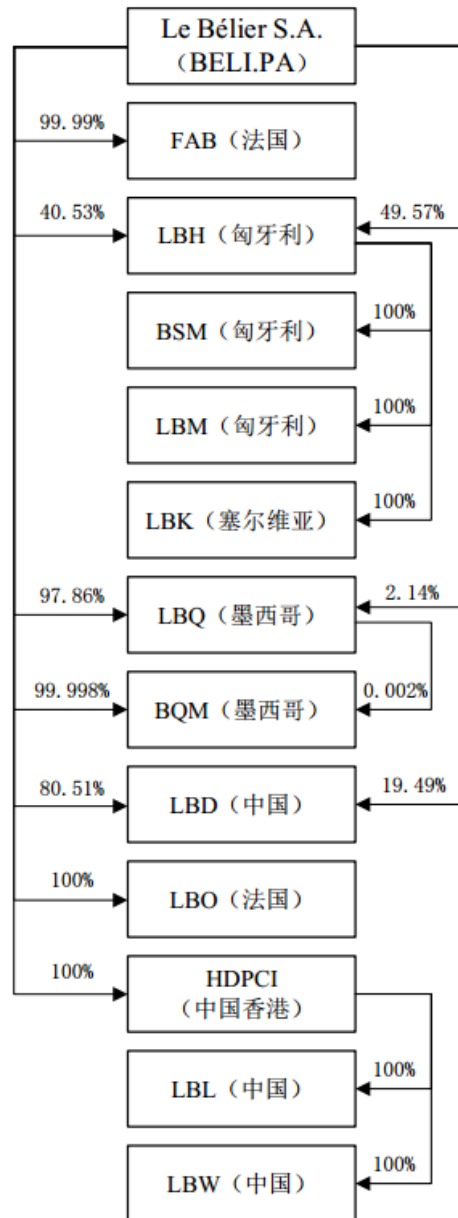 Le Bélier S.A.
（BELI.PA）
99.99%
FAB（法国）
40.53%
LBH（匈牙利）
49.57%
BSM（匈牙利）
100%
LBM（匈牙利）
100%
LBK（塞尔维亚）
100%
97.86%
LBQ（墨西哥）
2.14%
99.998%
BQM（墨西哥）
0.002%
80.51%
LBD（中国）
19.49%
100%
LBO（法国）
100%
HDPCI
（中国香港）
LBL（中国）
100%
LBW（中国）
100%